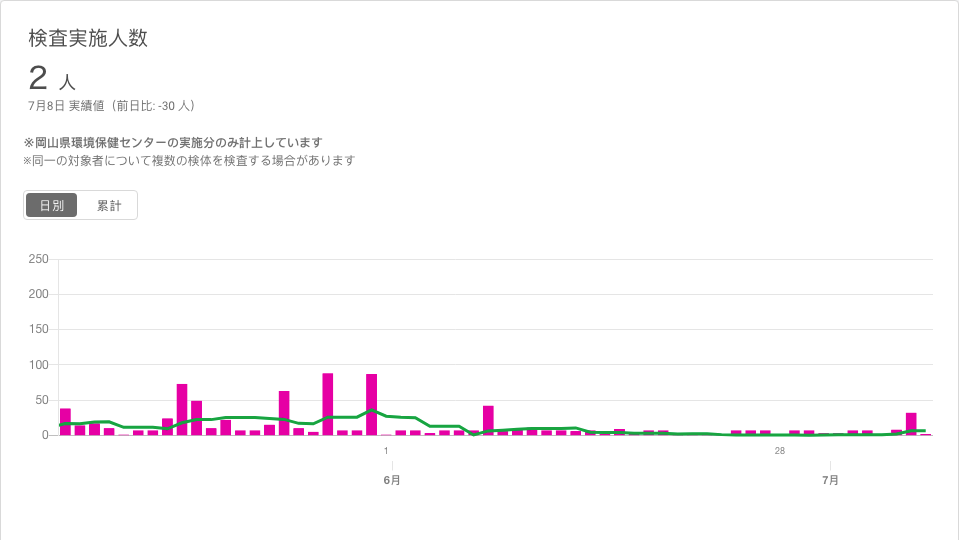 検査実施人数
2 人
7月8日 実績値（前日比: -30 人）
※岡山県環境保健センターの実施分のみ計上しています
※同一の対象者について複数の検体を検査する場合があります
日別 累計
250
200
150
100
50
0
1 28
6月 7月